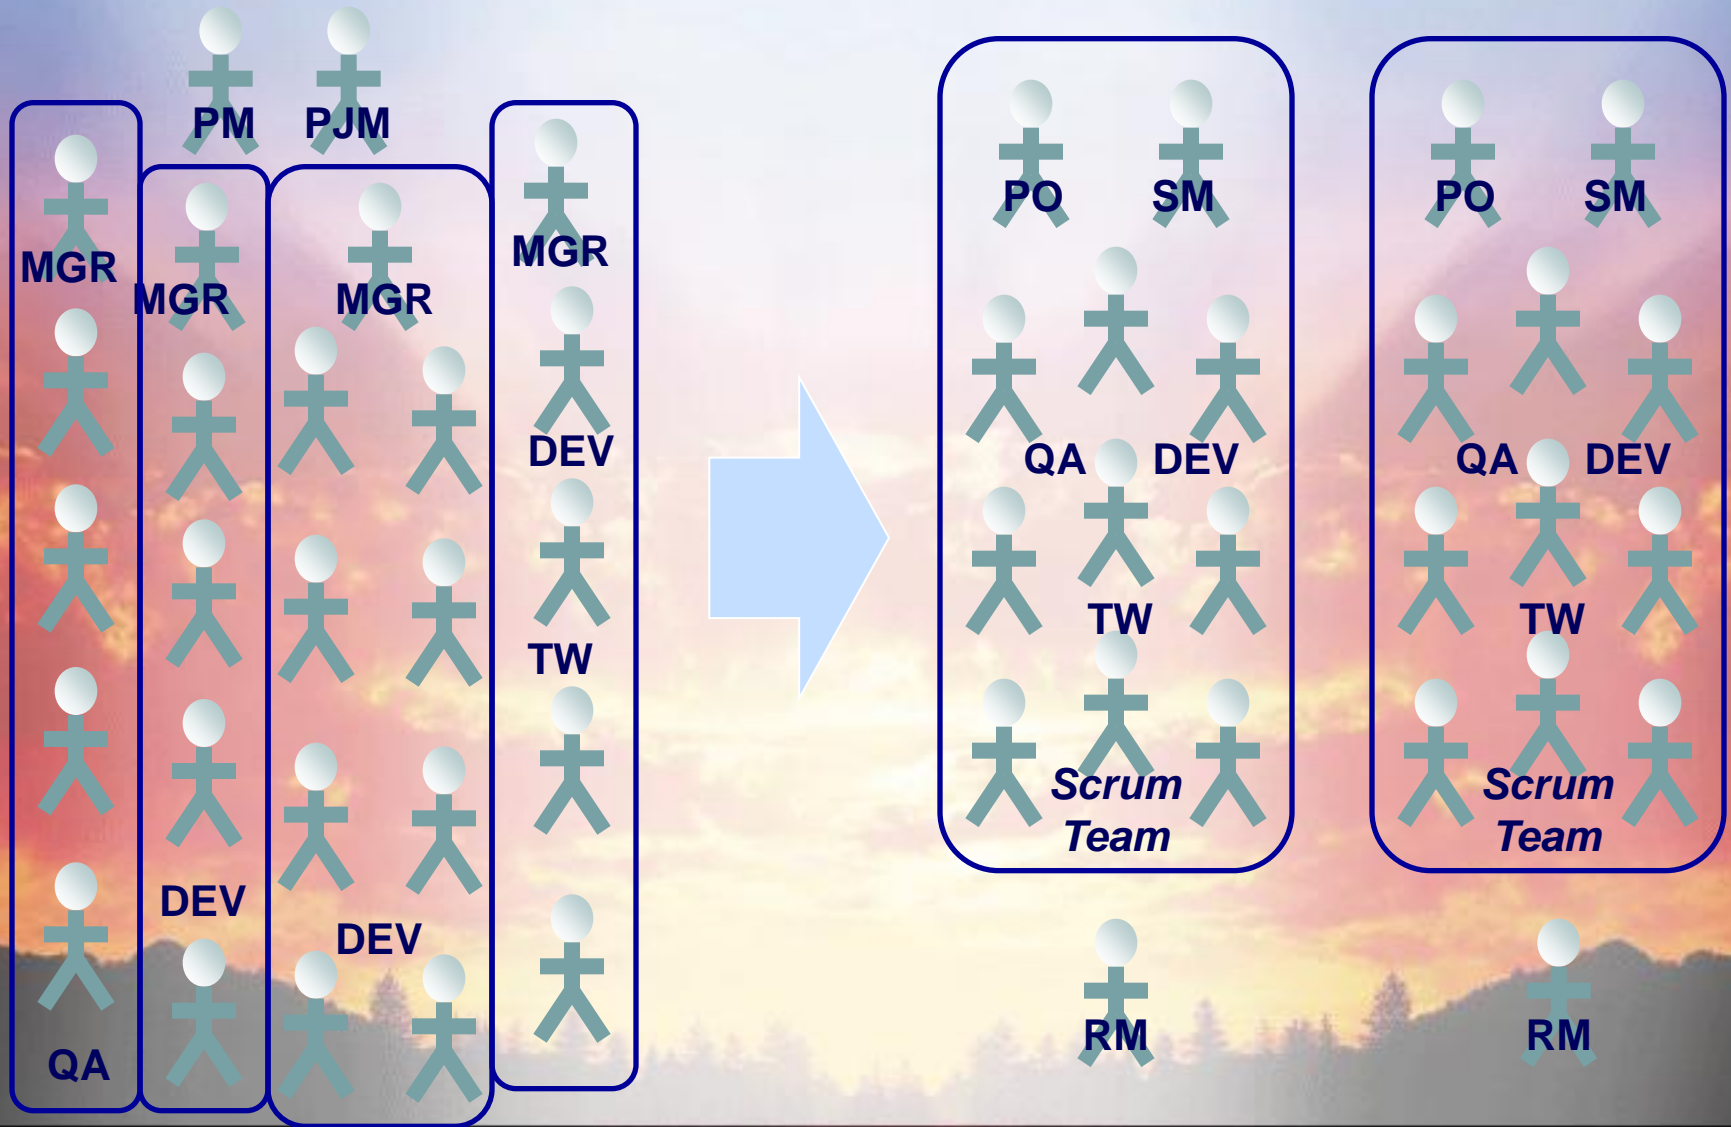 PM PJM
MGR
MGR
MGR
MGR
DEV
TW
DEV
DEV
QA
PO SM
QA DEV
TW
Scrum
Team
RM
PO SM
QA DEV
TW
Scrum
Team
RM